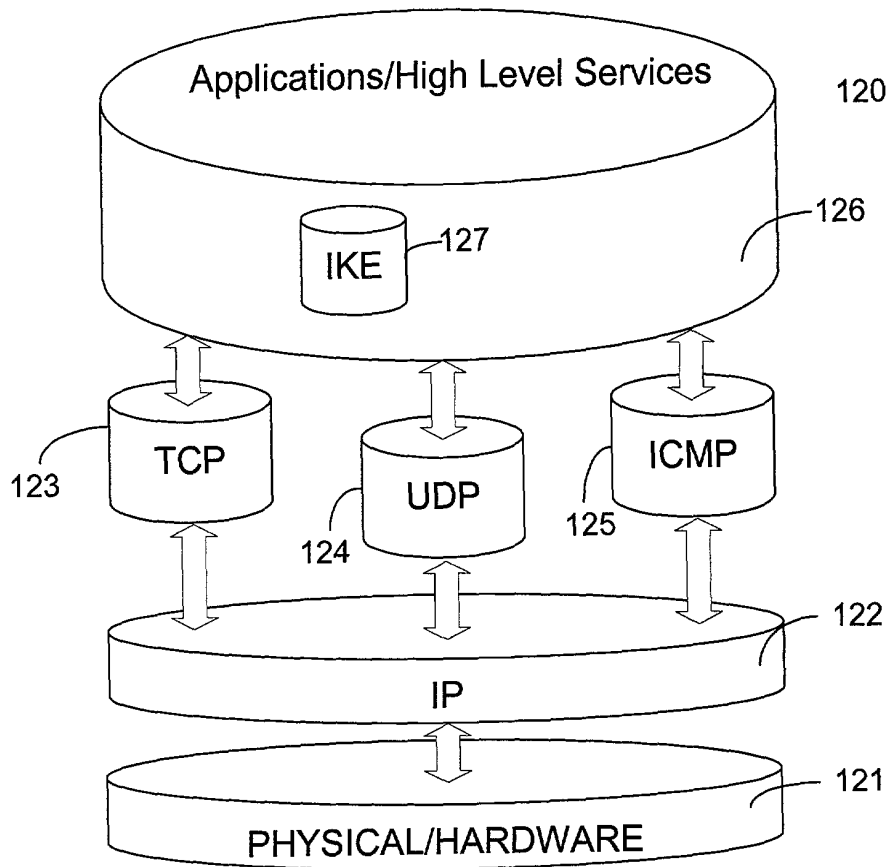 Applications/High Level Services
120
126
127
IKE
TCP
123
UDP
124
ICMP
125
122
IP
121
PHYSICAL/HARDWARE